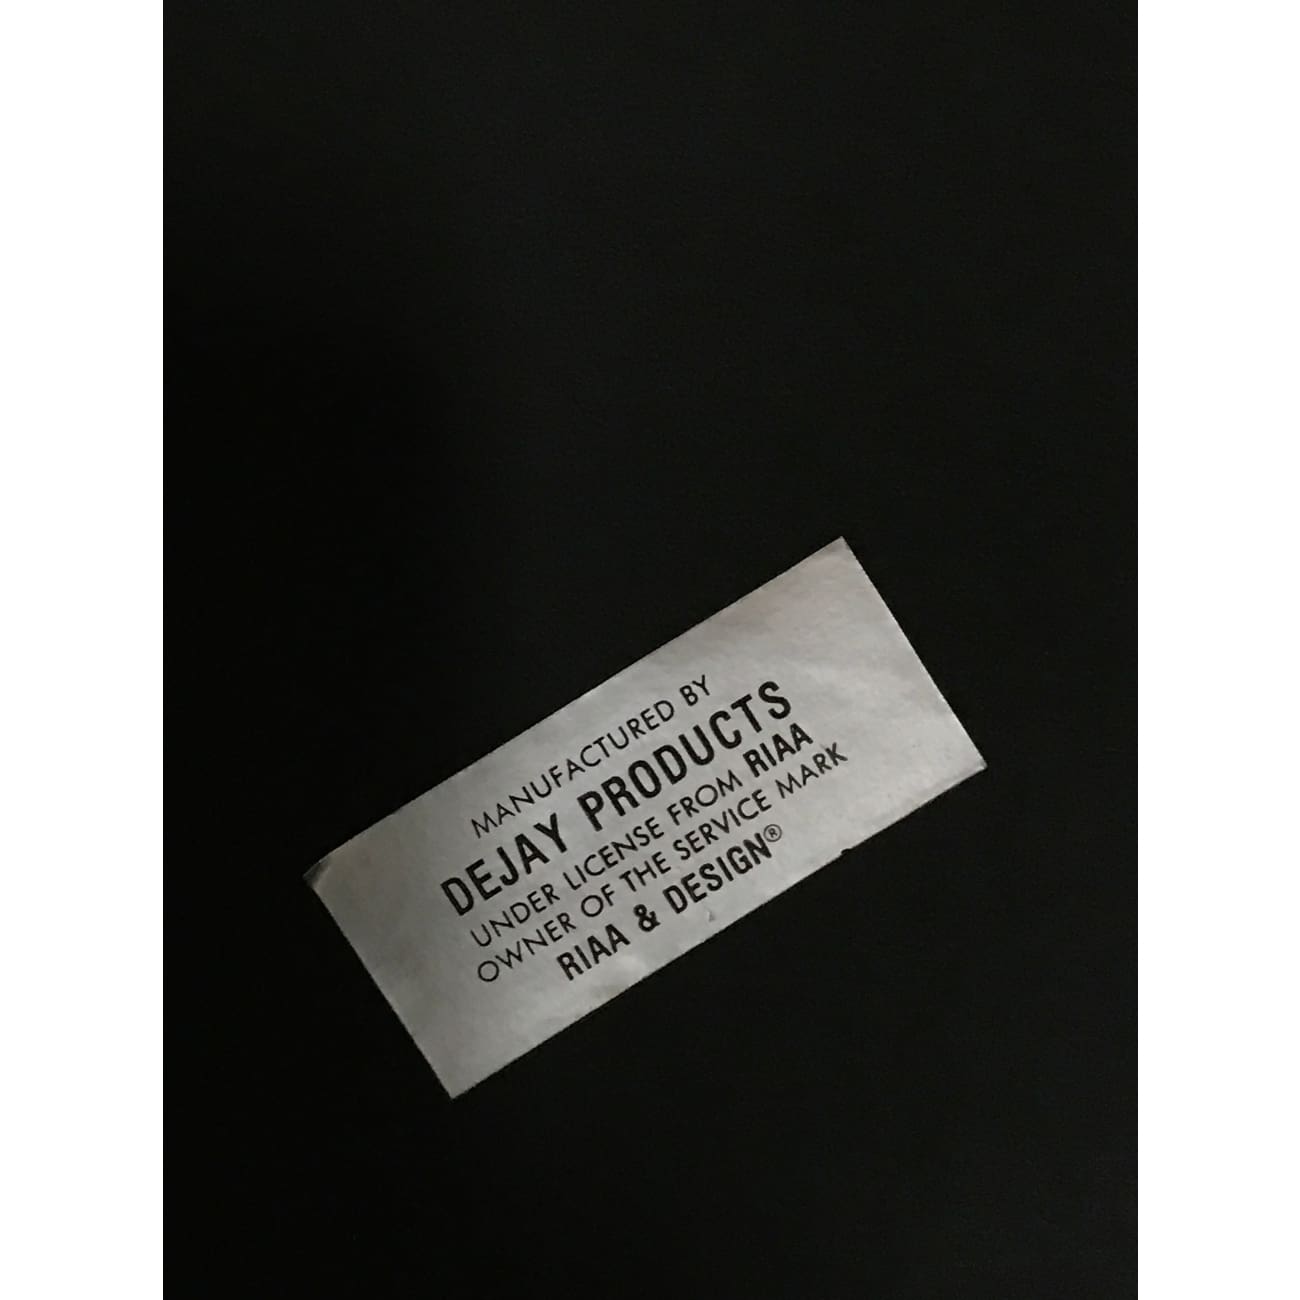 MANUFACTURED BY
DEJAY PRODUCTS
UNDER LICENSE FROM RIAA
OWNER OF THE SERVICE MARK
RIAA & DESIGN®